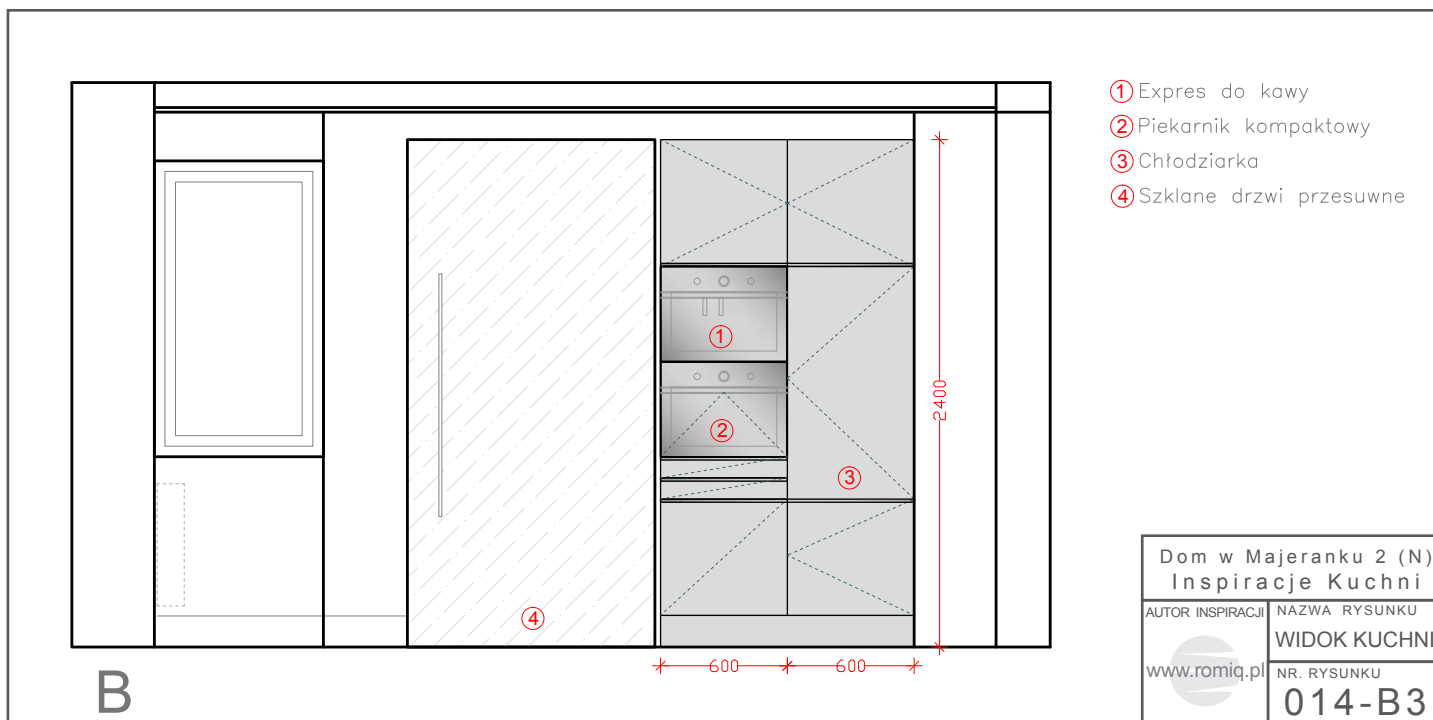 1 Expres do kawy
2 Piekarnik kompaktowy
3 Chłodziarka
4 Szklane drzwi przesuwne
1
2
3
4
2400
600
600
B
Dom w Majeranku 2 (N)
Inspiracje Kuchni
AUTOR INSPIRACJI
www.romiq.pl
NAZWA RYSUNKU
WIDOK KUCHNI
NR. RYSUNKU
014-B3